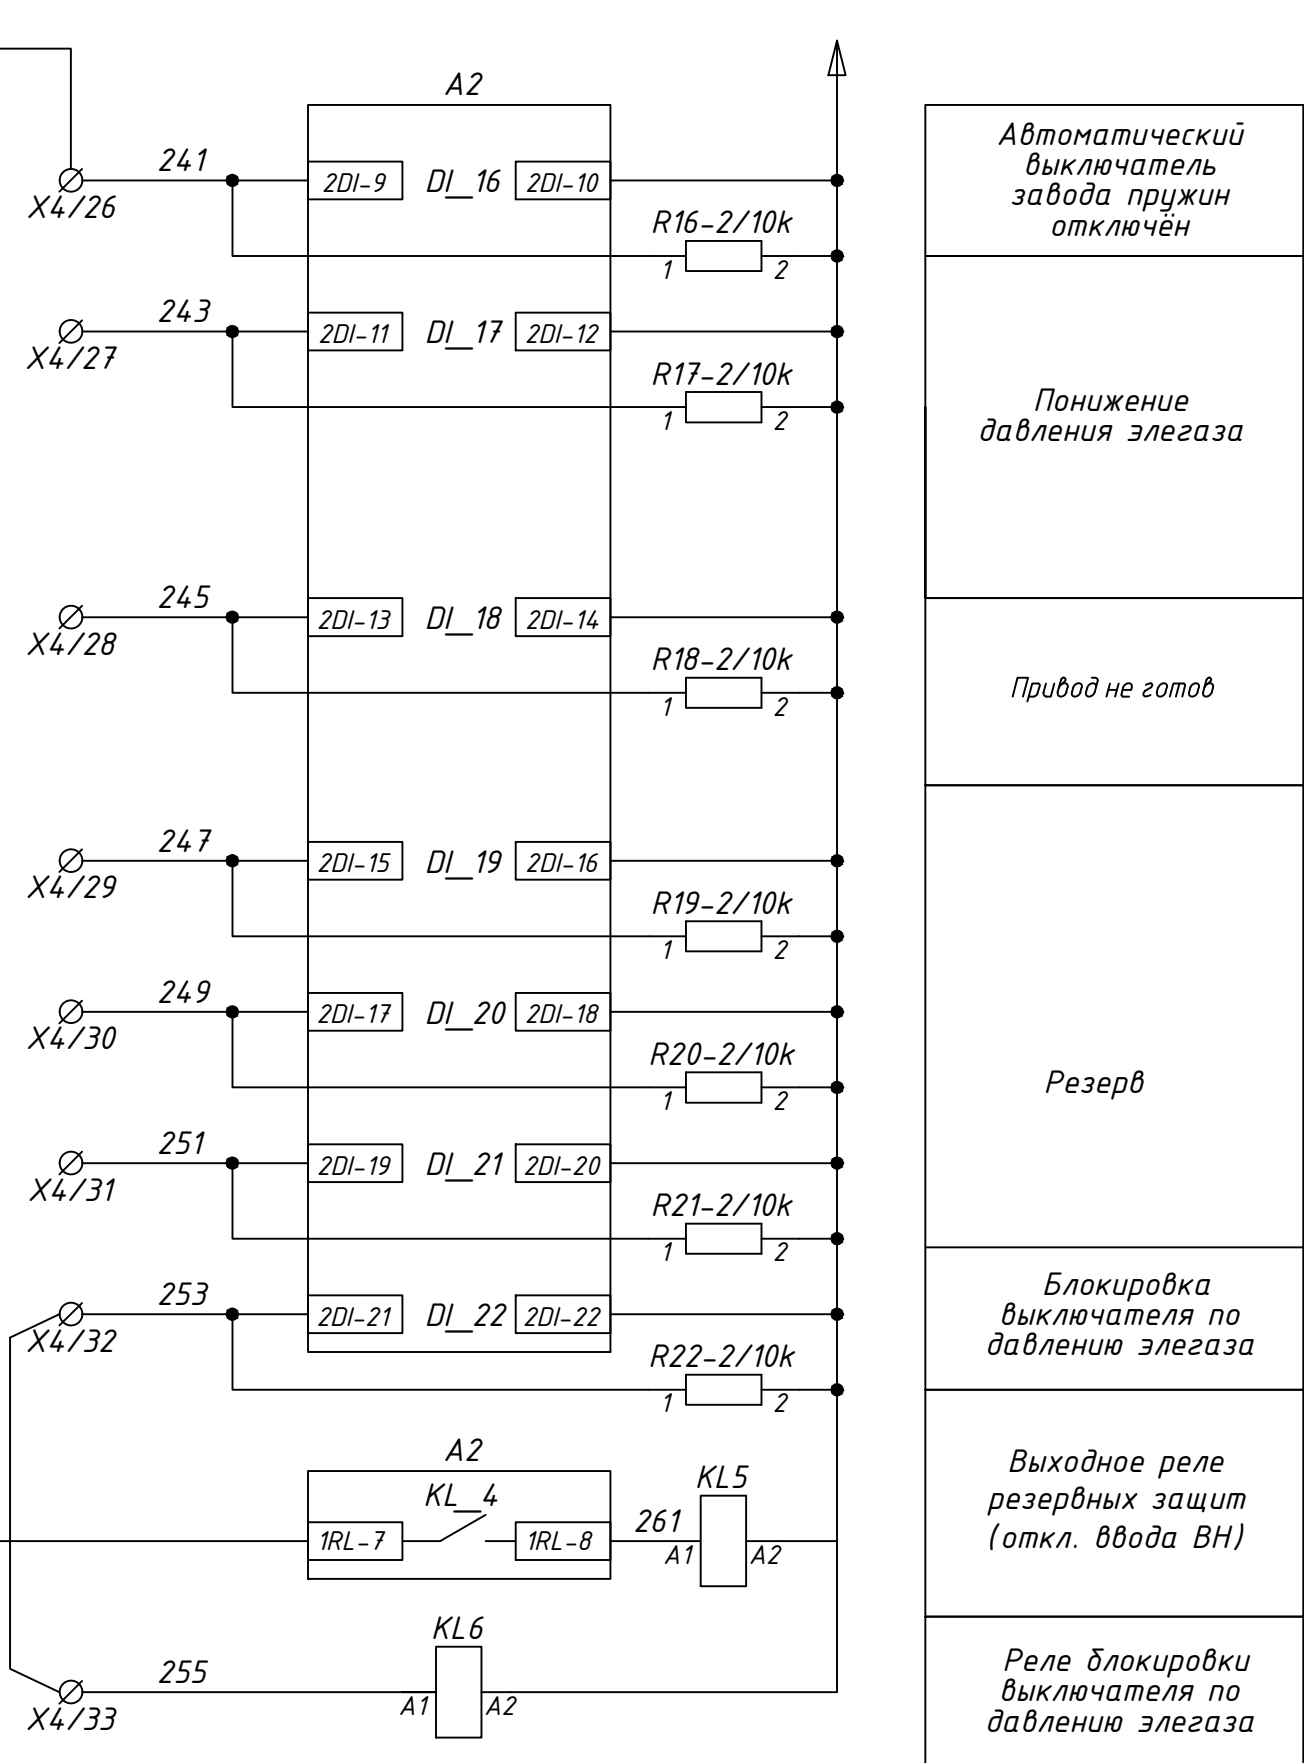 A2
241
X4/26
2DI-9
DI_16
2DI-10
R16-2/10k
1
2
Автоматический
выключатель
завода пружин
отключён
243
X4/27
2DI-11
DI_17
2DI-12
R17-2/10k
1
2
Понижение
давления элегаза
245
X4/28
2DI-13
DI_18
2DI-14
R18-2/10k
1
2
Привод не готов
247
X4/29
2DI-15
DI_19
2DI-16
R19-2/10k
1
2
249
X4/30
2DI-17
DI_20
2DI-18
R20-2/10k
1
2
Резерв
251
X4/31
2DI-19
DI_21
2DI-20
R21-2/10k
1
2
253
X4/32
2DI-21
DI_22
2DI-22
R22-2/10k
1
2
Блокировка
выключателя по
давлению элегаза
A2
KL_4
1RL-7
1RL-8
261
KL5
A1
A2
Выходное реле
резервных защит
(откл. ввода ВН)
KL6
255
X4/33
A1
A2
Реле блокировки
выключателя по
давлению элегаза